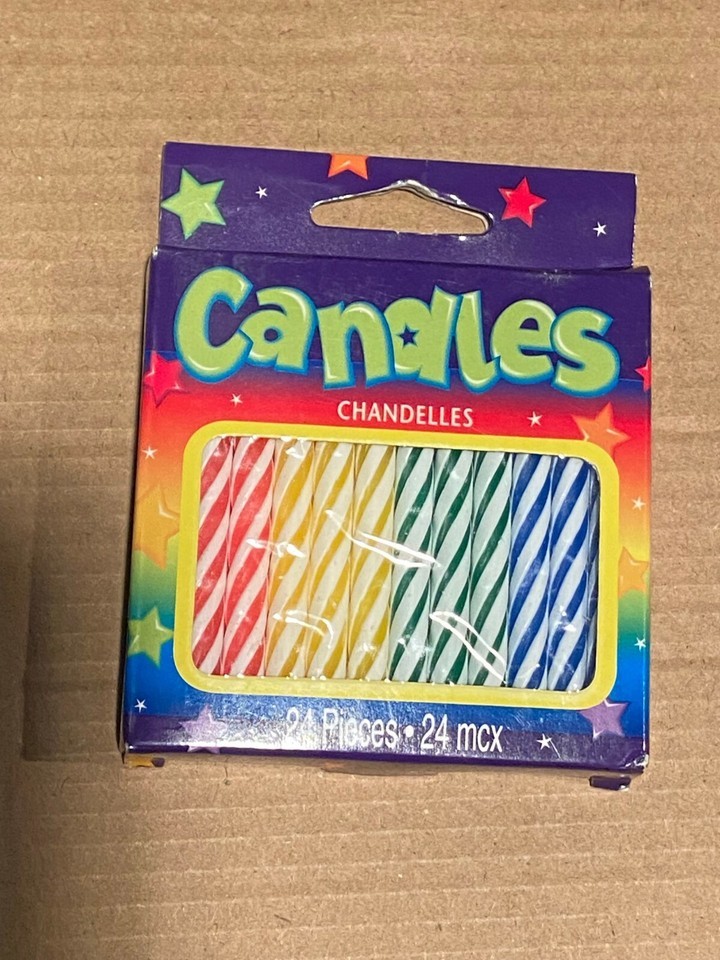 Candles
CHANDELLES
24 Pieces • 24 mcx